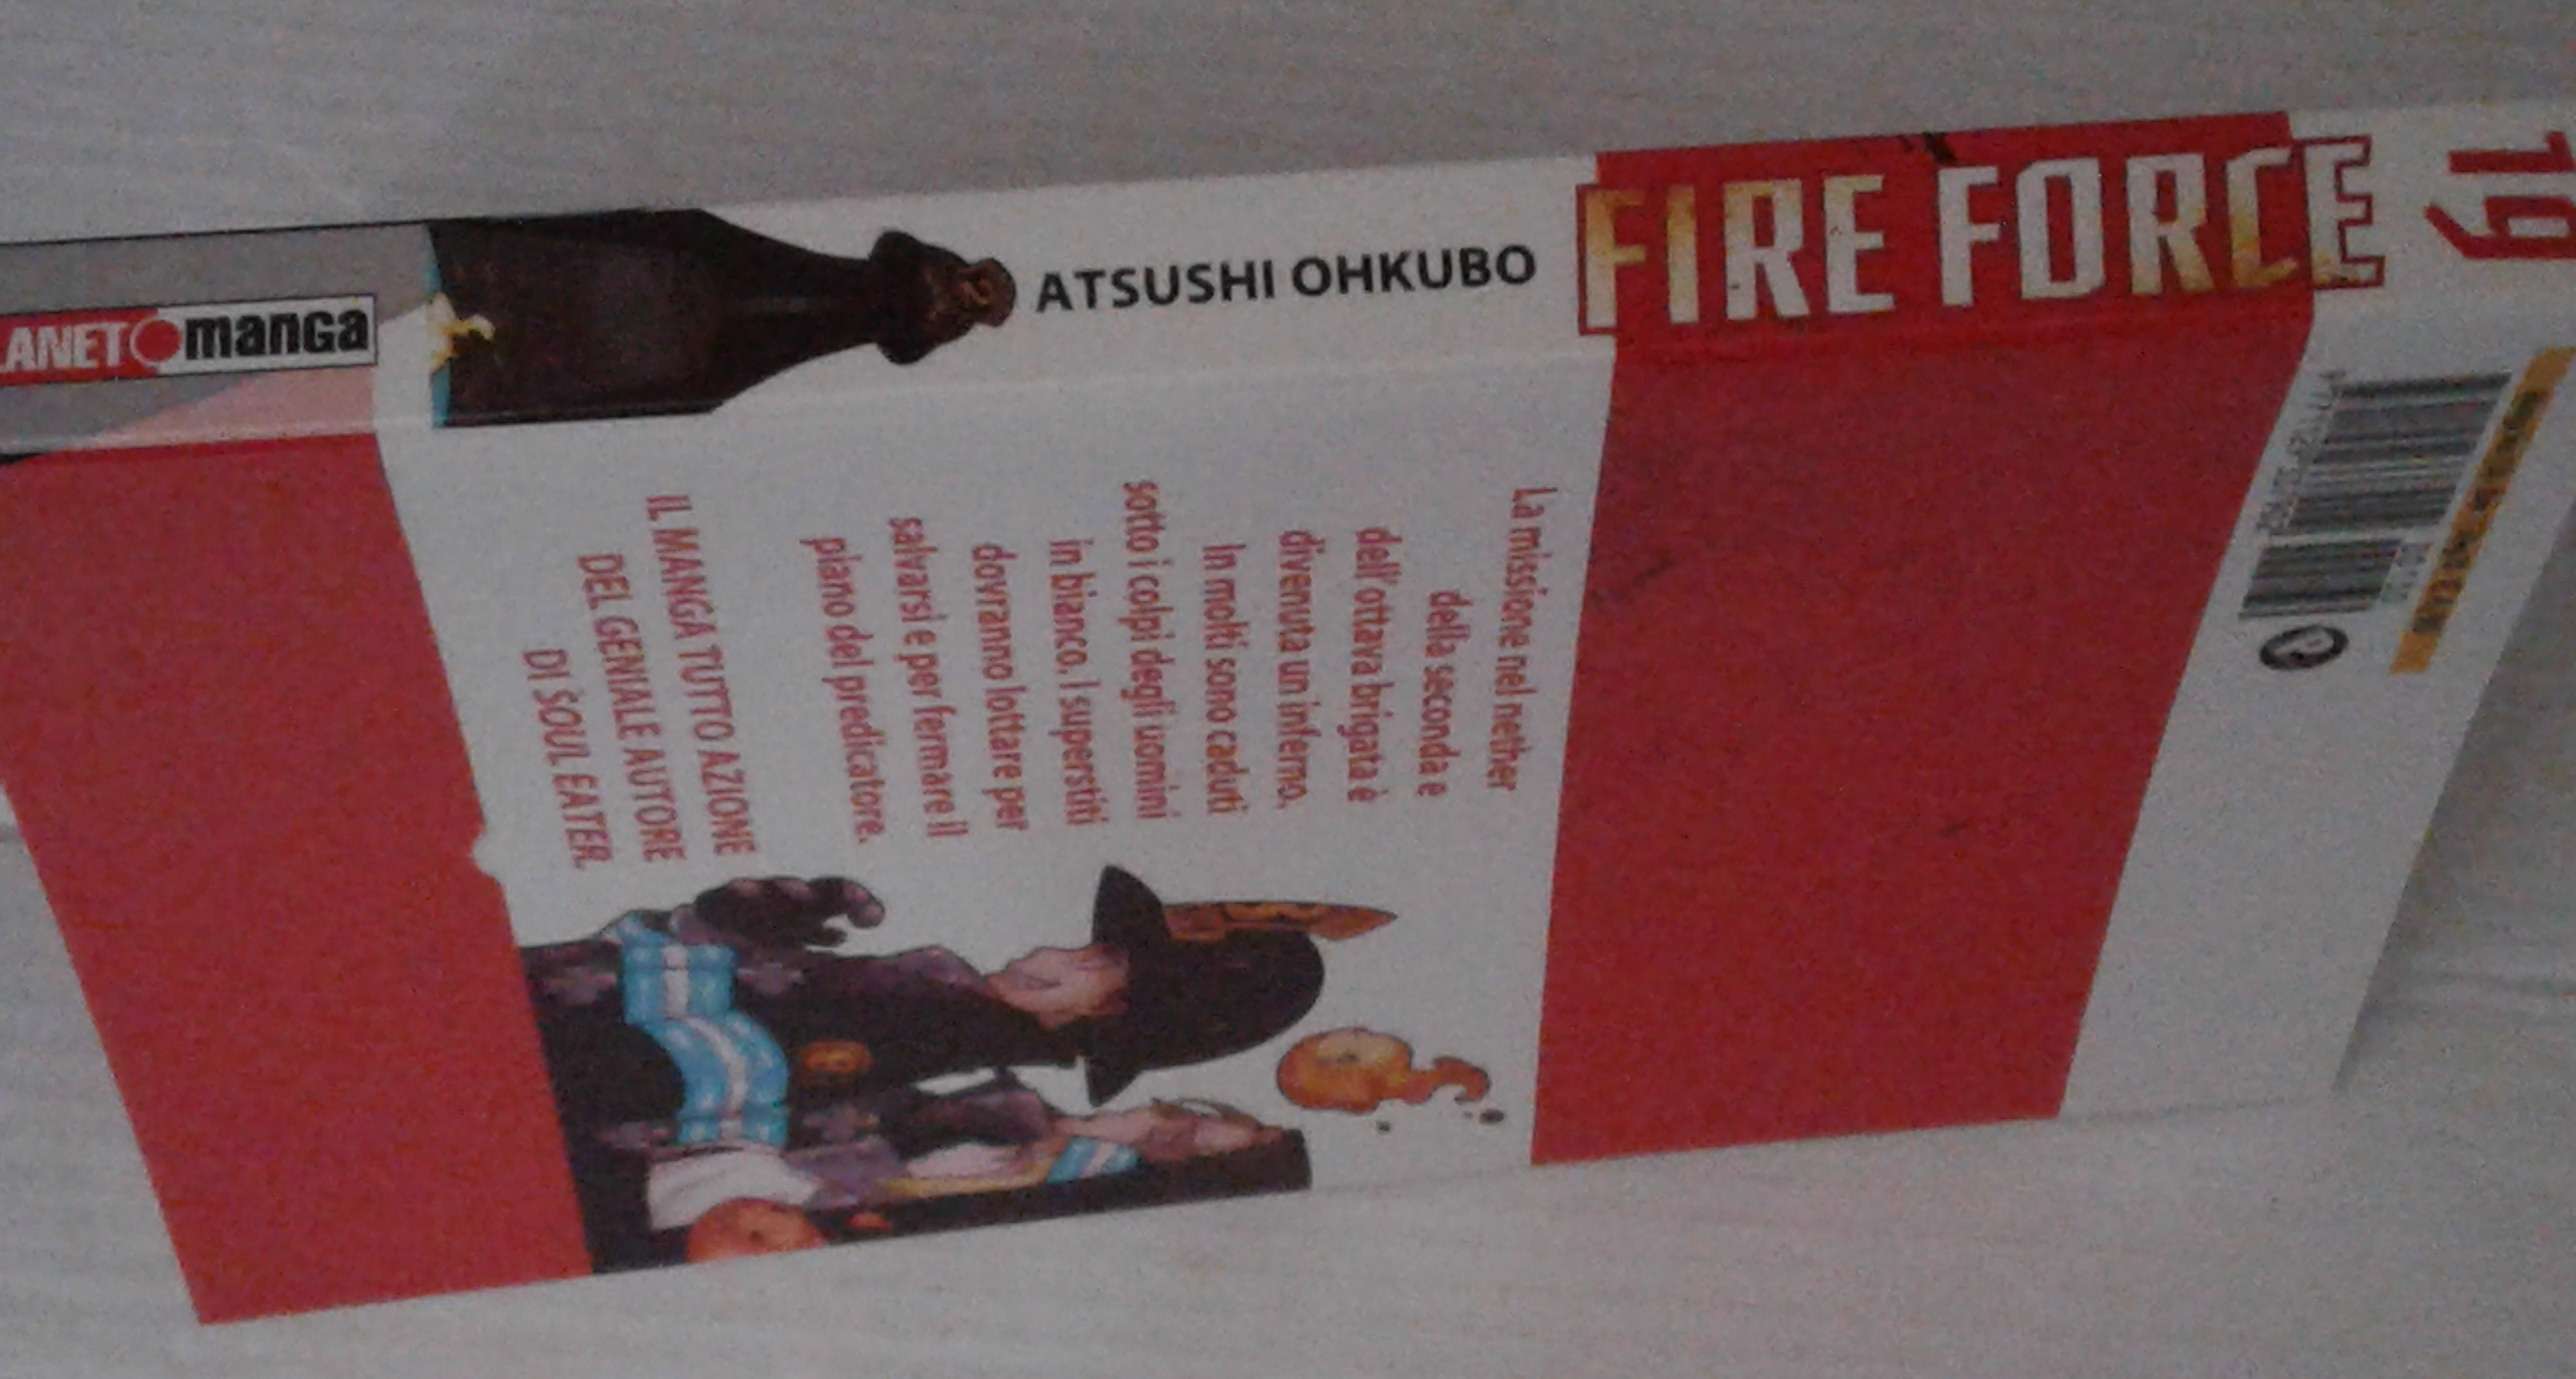 19
FIRE FORCE
ATSUSHI OHKUBO
manga
La missione nel nether
della seconda e
dell'ottava brigata è
divenuta un inferno.
In molti sono caduti
sotto i colpi degli uomini
in bianco. I superstiti
dovranno lottare per
salvarsi e per fermare il
piano del predicatore.
IL MANGA TUTTO AZIONE
DEL GENIALE AUTORE
DI SOUL EATER.